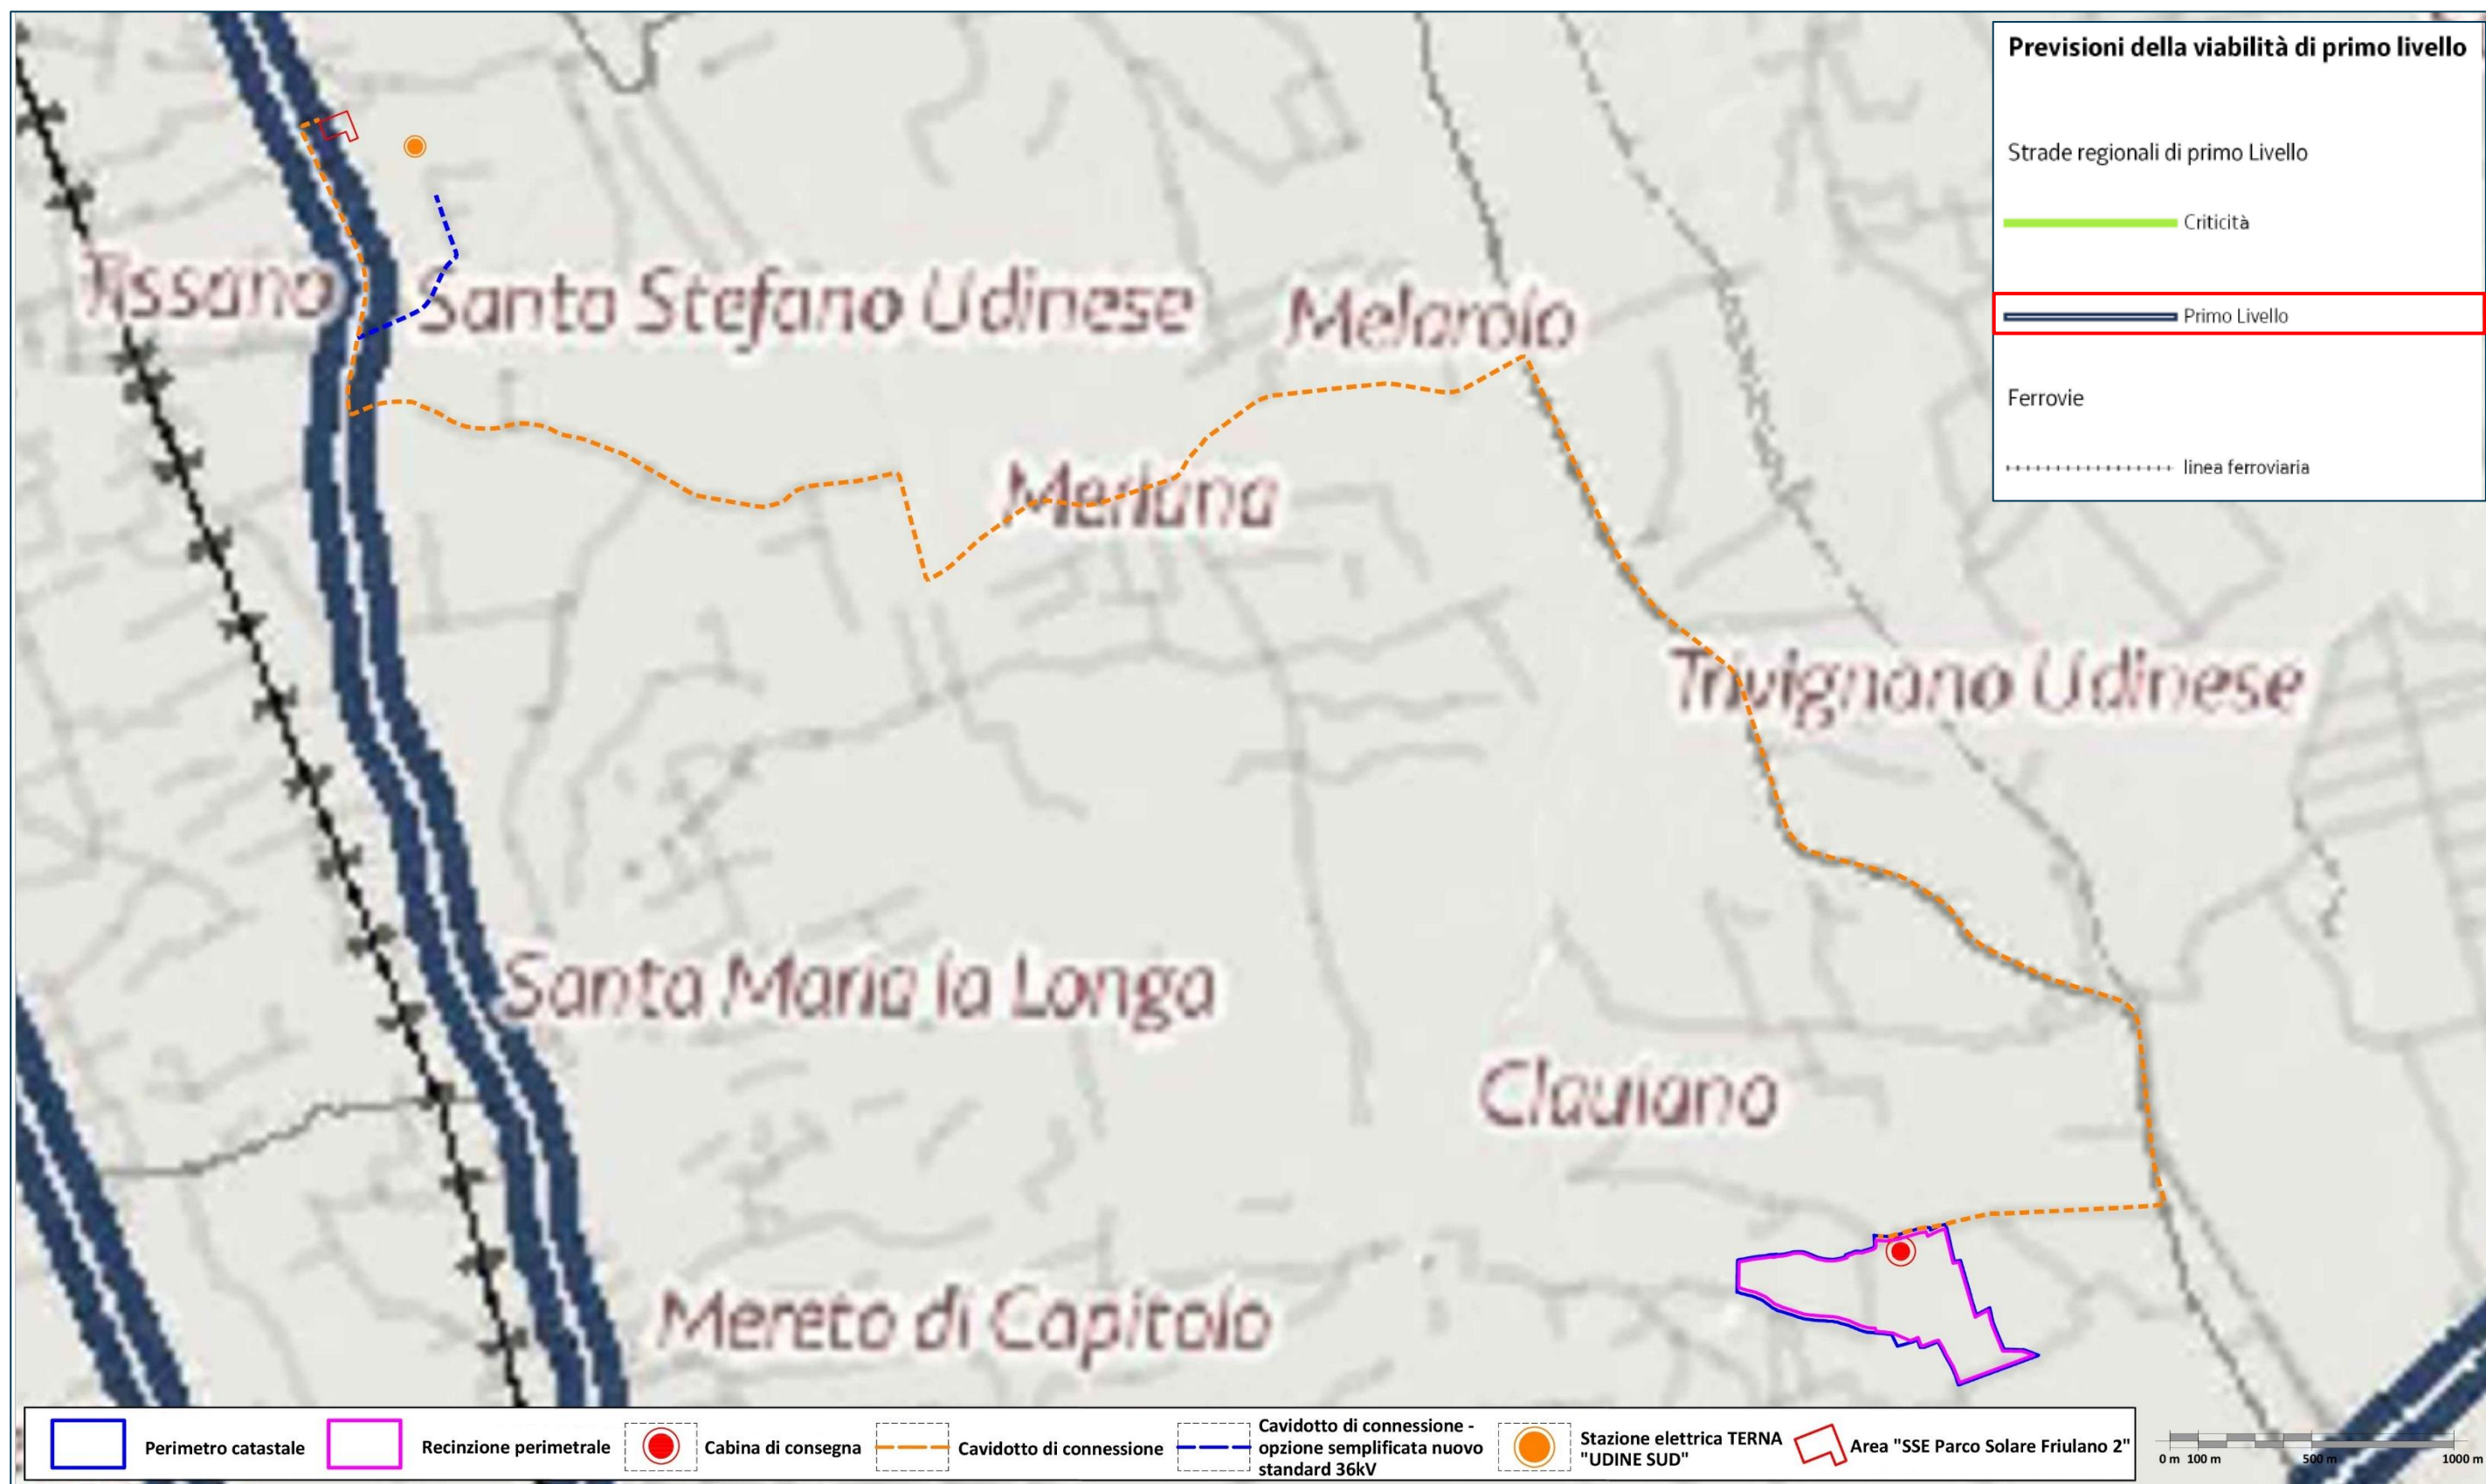 Previsioni della viabilità di primo livello
Strade regionali di primo Livello
Criticità
Primo Livello
Ferrovie
linea ferroviaria
Tissano
Santo Stefano Udinese
Melarolo
Merlana
Trivignano Udinese
Santa Maria la Longa
Clauiano
Mereto di Capitolo
Perimetro catastale
Recinzione perimetrale
Cabina di consegna
Cavidotto di connessione
Cavidotto di connessione -
opzione semplificata nuovo
standard 36kV
Stazione elettrica TERNA
"UDINE SUD"
Area "SSE Parco Solare Friulano 2"
0 m 100 m 500 m 1000 m